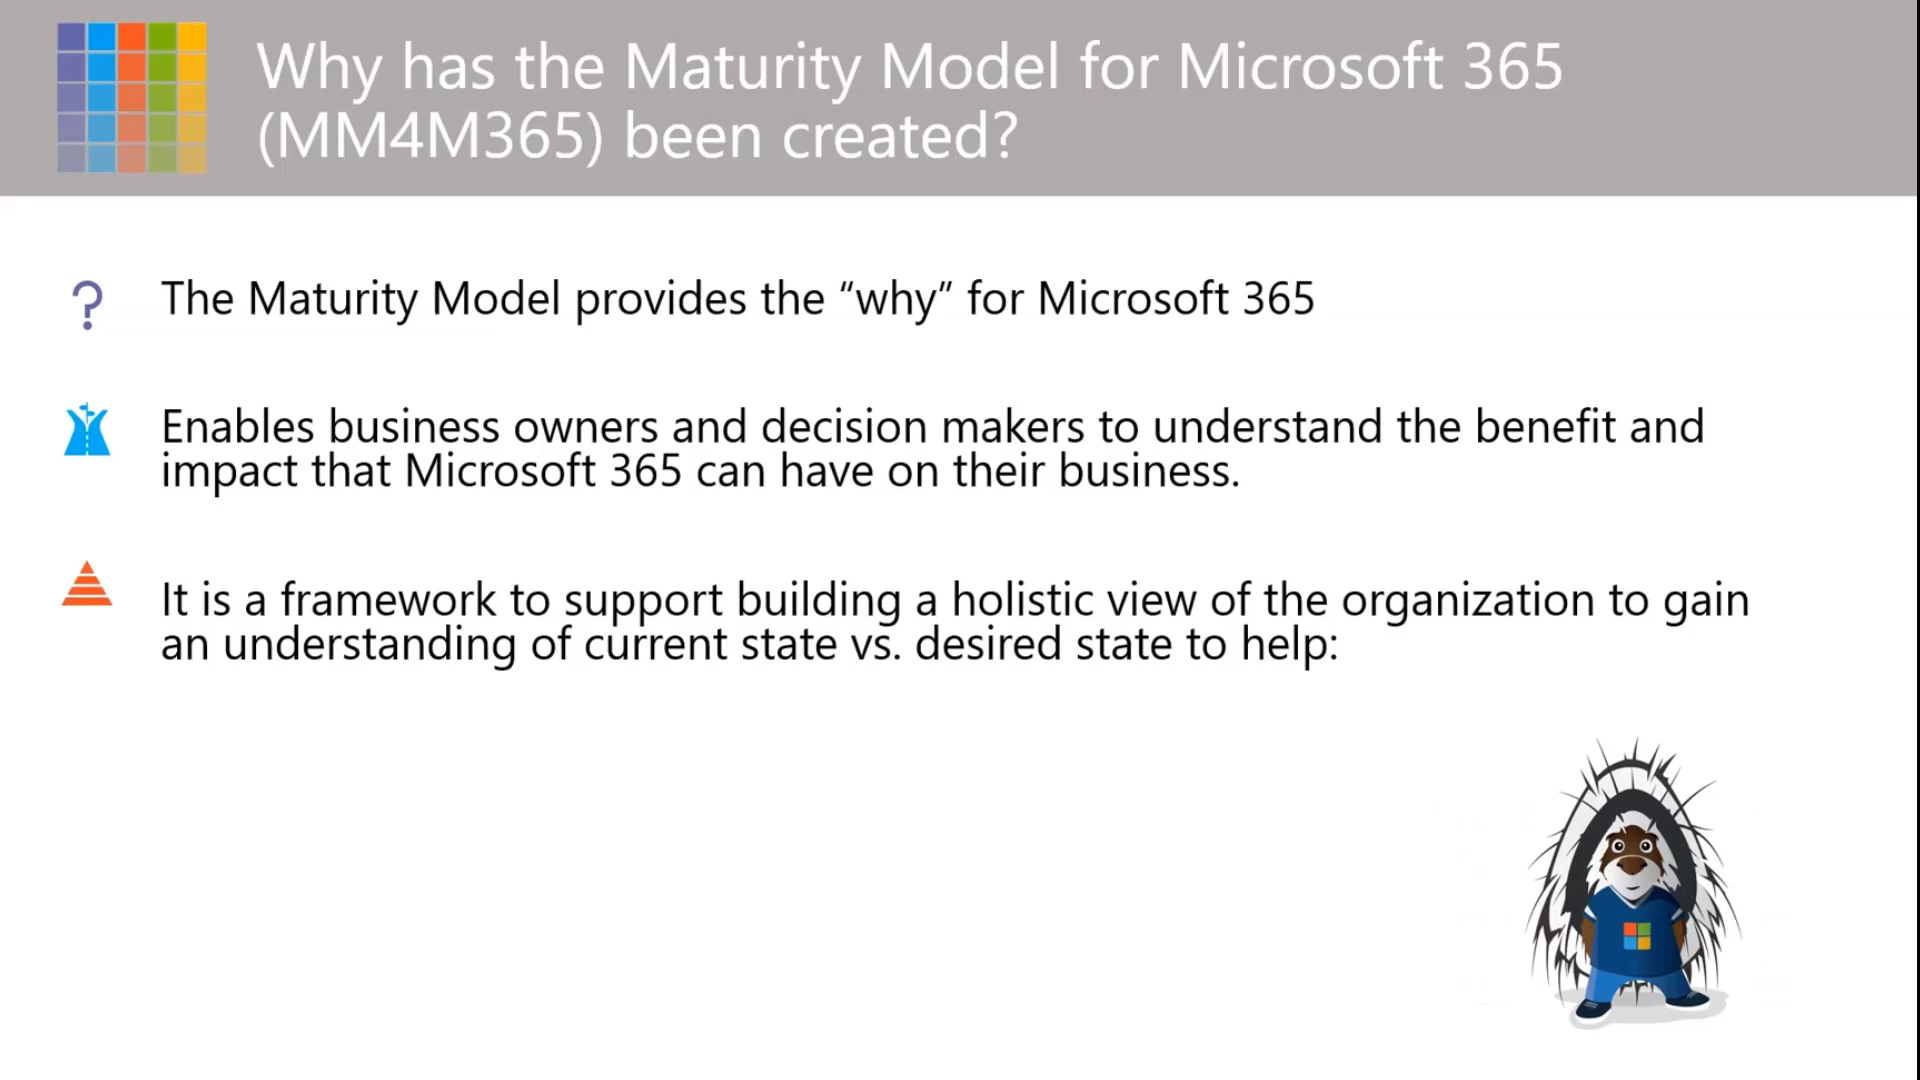 Why has the Maturity Model for Microsoft 365
(MM4M365) been created?
The Maturity Model provides the “why” for Microsoft 365
Enables business owners and decision makers to understand the benefit and
impact that Microsoft 365 can have on their business.
It is a framework to support building a holistic view of the organization to gain
an understanding of current state vs. desired state to help: